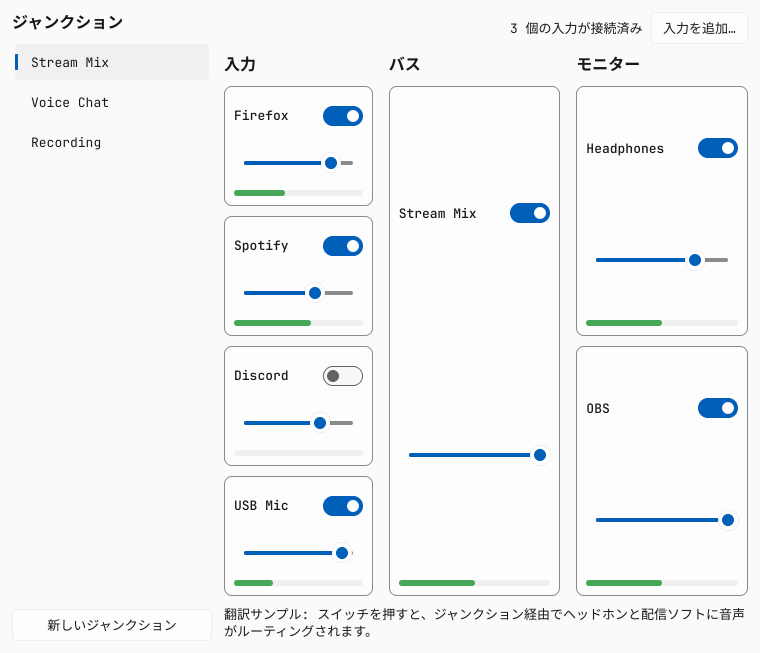 ジャンクション
3 個の入力が接続済み
入力を追加…
Stream Mix
Voice Chat
Recording
入力
バス
モニター
Firefox
Spotify
Discord
USB Mic
Stream Mix
Headphones
OBS
新しいジャンクション
翻訳サンプル: スイッチを押すと、ジャンクション経由でヘッドホンと配信ソフトに音声
がルーティングされます。